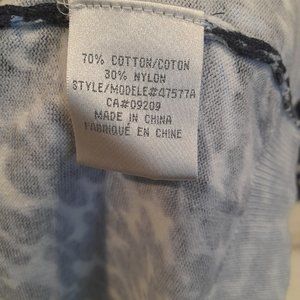 70% COTTON/COTON
30% NYLON
STYLE/MODELE#47577A
CA#09209
MADE IN CHINA
FABRIQUÉ EN CHINE